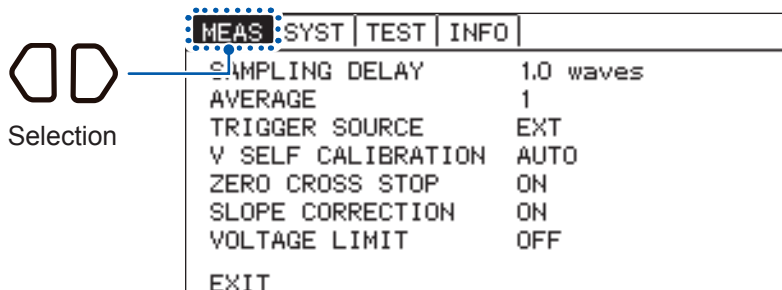 MEAS SYST TEST INFO
Selection
SAMPLING DELAY 1.0 waves
AVERAGE 1
TRIGGER SOURCE EXT
V SELF CALIBRATION AUTO
ZERO CROSS STOP ON
SLOPE CORRECTION ON
VOLTAGE LIMIT OFF
EXIT